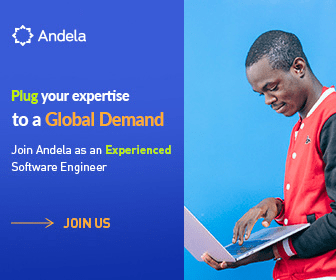 Andela
Plug your expertise
to a Global Demand
Join Andela as an Experienced
Software Engineer
JOIN US